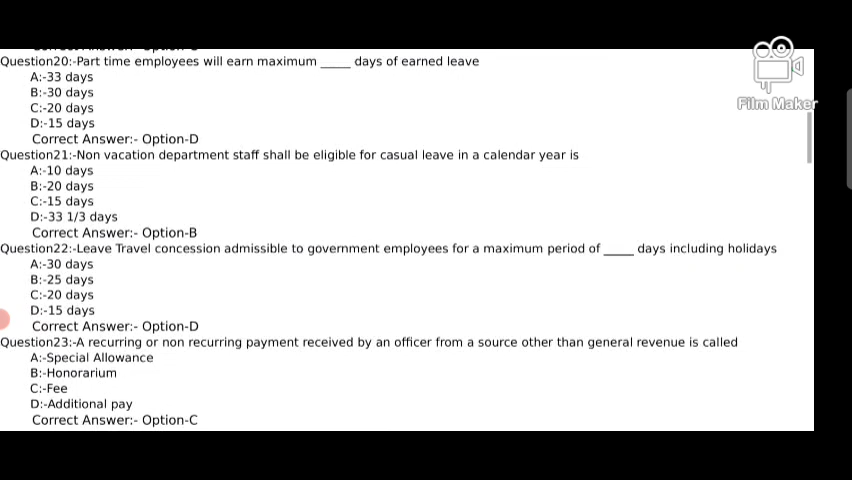 Question20:-Part time employees will earn maximum _____ days of earned leave
A:-33 days
B:-30 days
C:-20 days
D:-15 days
Correct Answer:- Option-D
Question21:-Non vacation department staff shall be eligible for casual leave in a calendar year is
A:-10 days
B:-20 days
C:-15 days
D:-33 1/3 days
Correct Answer:- Option-B
Question22:-Leave Travel concession admissible to government employees for a maximum period of _____ days including holidays
A:-30 days
B:-25 days
C:-20 days
D:-15 days
Correct Answer:- Option-D
Question23:-A recurring or non recurring payment received by an officer from a source other than general revenue is called
A:-Special Allowance
B:-Honorarium
C:-Fee
D:-Additional pay
Correct Answer:- Option-C
Film Maker